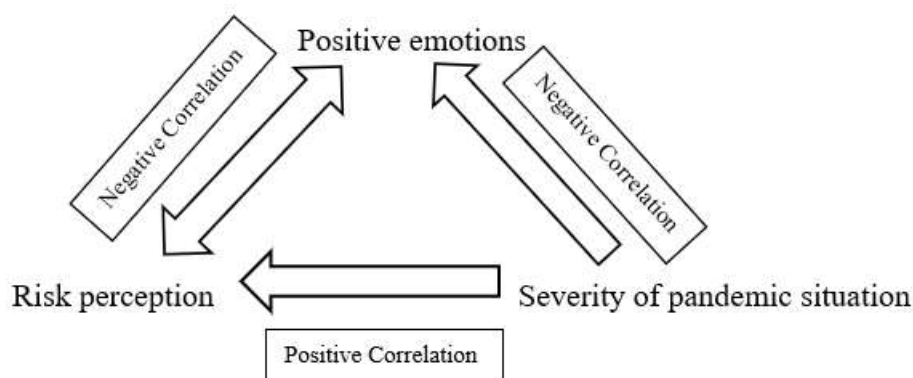 Positive emotions
Negative Correlation
Negative Correlation
Risk perception
Severity of pandemic situation
Positive Correlation